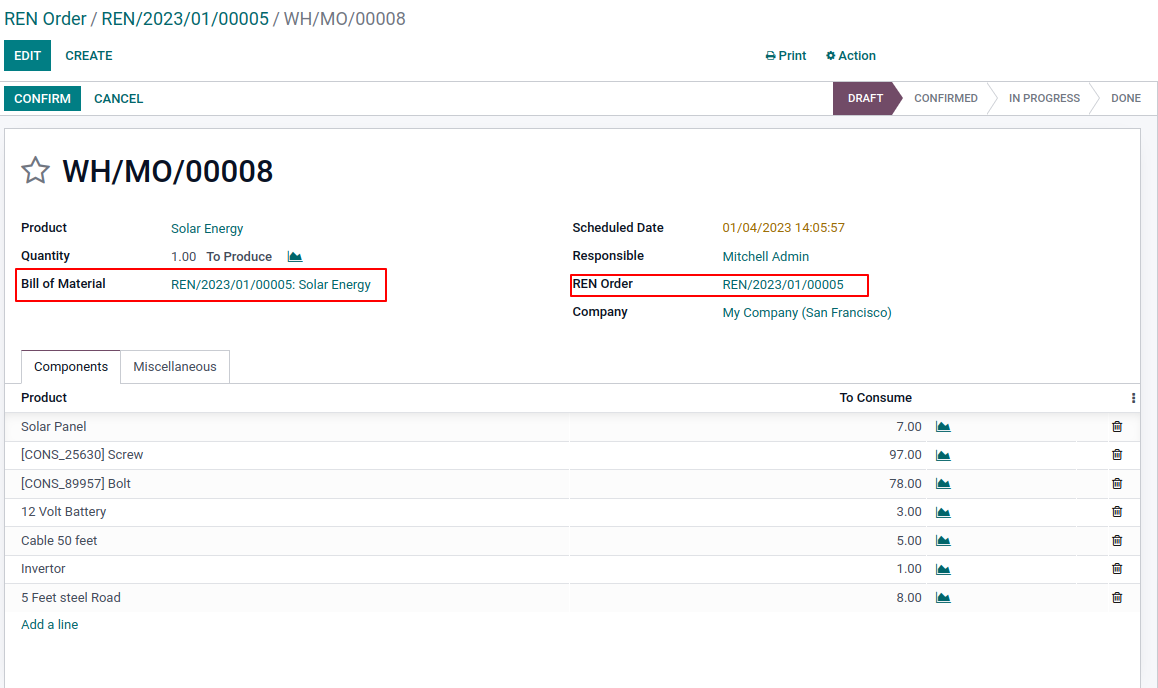 REN Order / REN/2023/01/00005 / WH/MO/00008
EDIT CREATE Print Action
CONFIRM CANCEL DRAFT CONFIRMED IN PROGRESS DONE
WH/MO/00008
Product Solar Energy Scheduled Date 01/04/2023 14:05:57
Quantity 1.00 To Produce Responsible Mitchell Admin
Bill of Material REN/2023/01/00005: Solar Energy REN Order REN/2023/01/00005
Company My Company (San Francisco)
Components Miscellaneous
Product To Consume
Solar Panel 7.00
[CONS_25630] Screw 97.00
[CONS_89957] Bolt 78.00
12 Volt Battery 3.00
Cable 50 feet 5.00
Invertor 1.00
5 Feet steel Road 8.00
Add a line